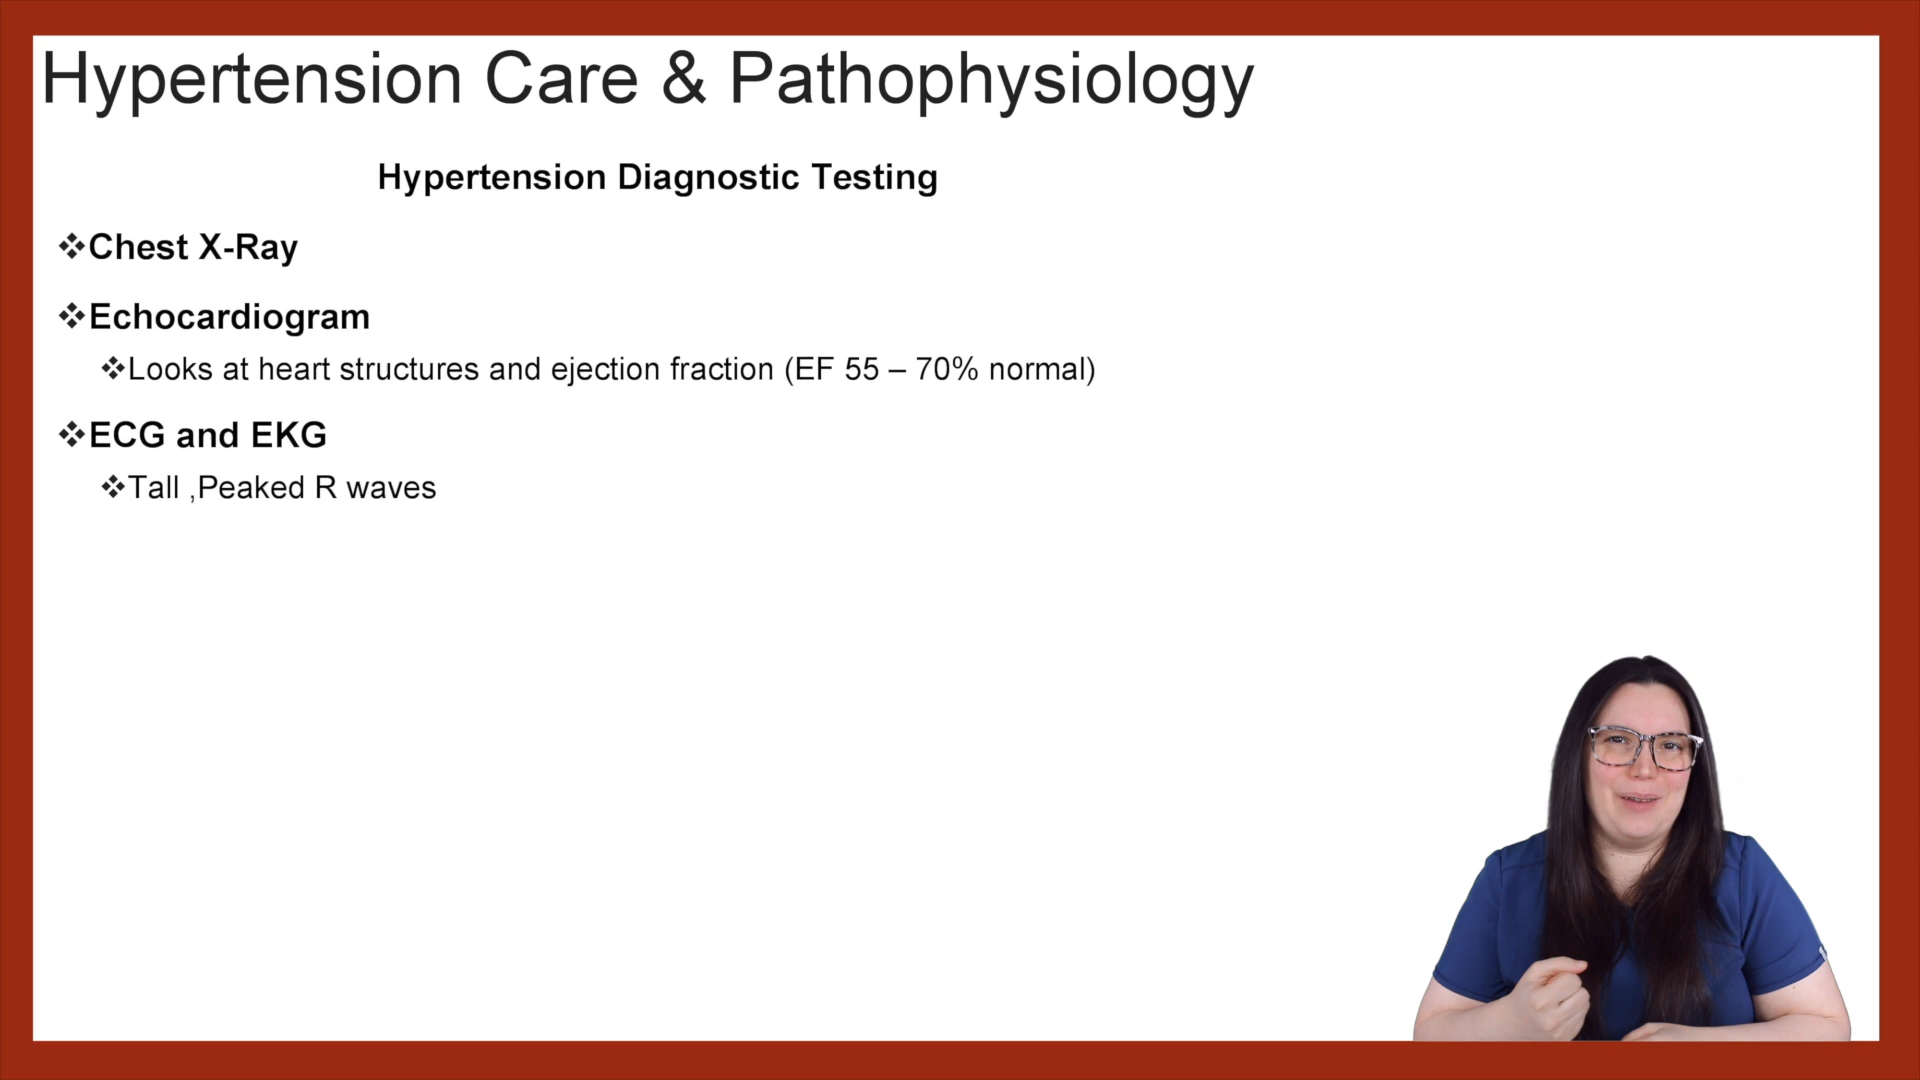 Hypertension Care & Pathophysiology
Hypertension Diagnostic Testing
❖Chest X-Ray
❖Echocardiogram
❖Looks at heart structures and ejection fraction (EF 55 – 70% normal)
❖ECG and EKG
❖Tall ,Peaked R waves